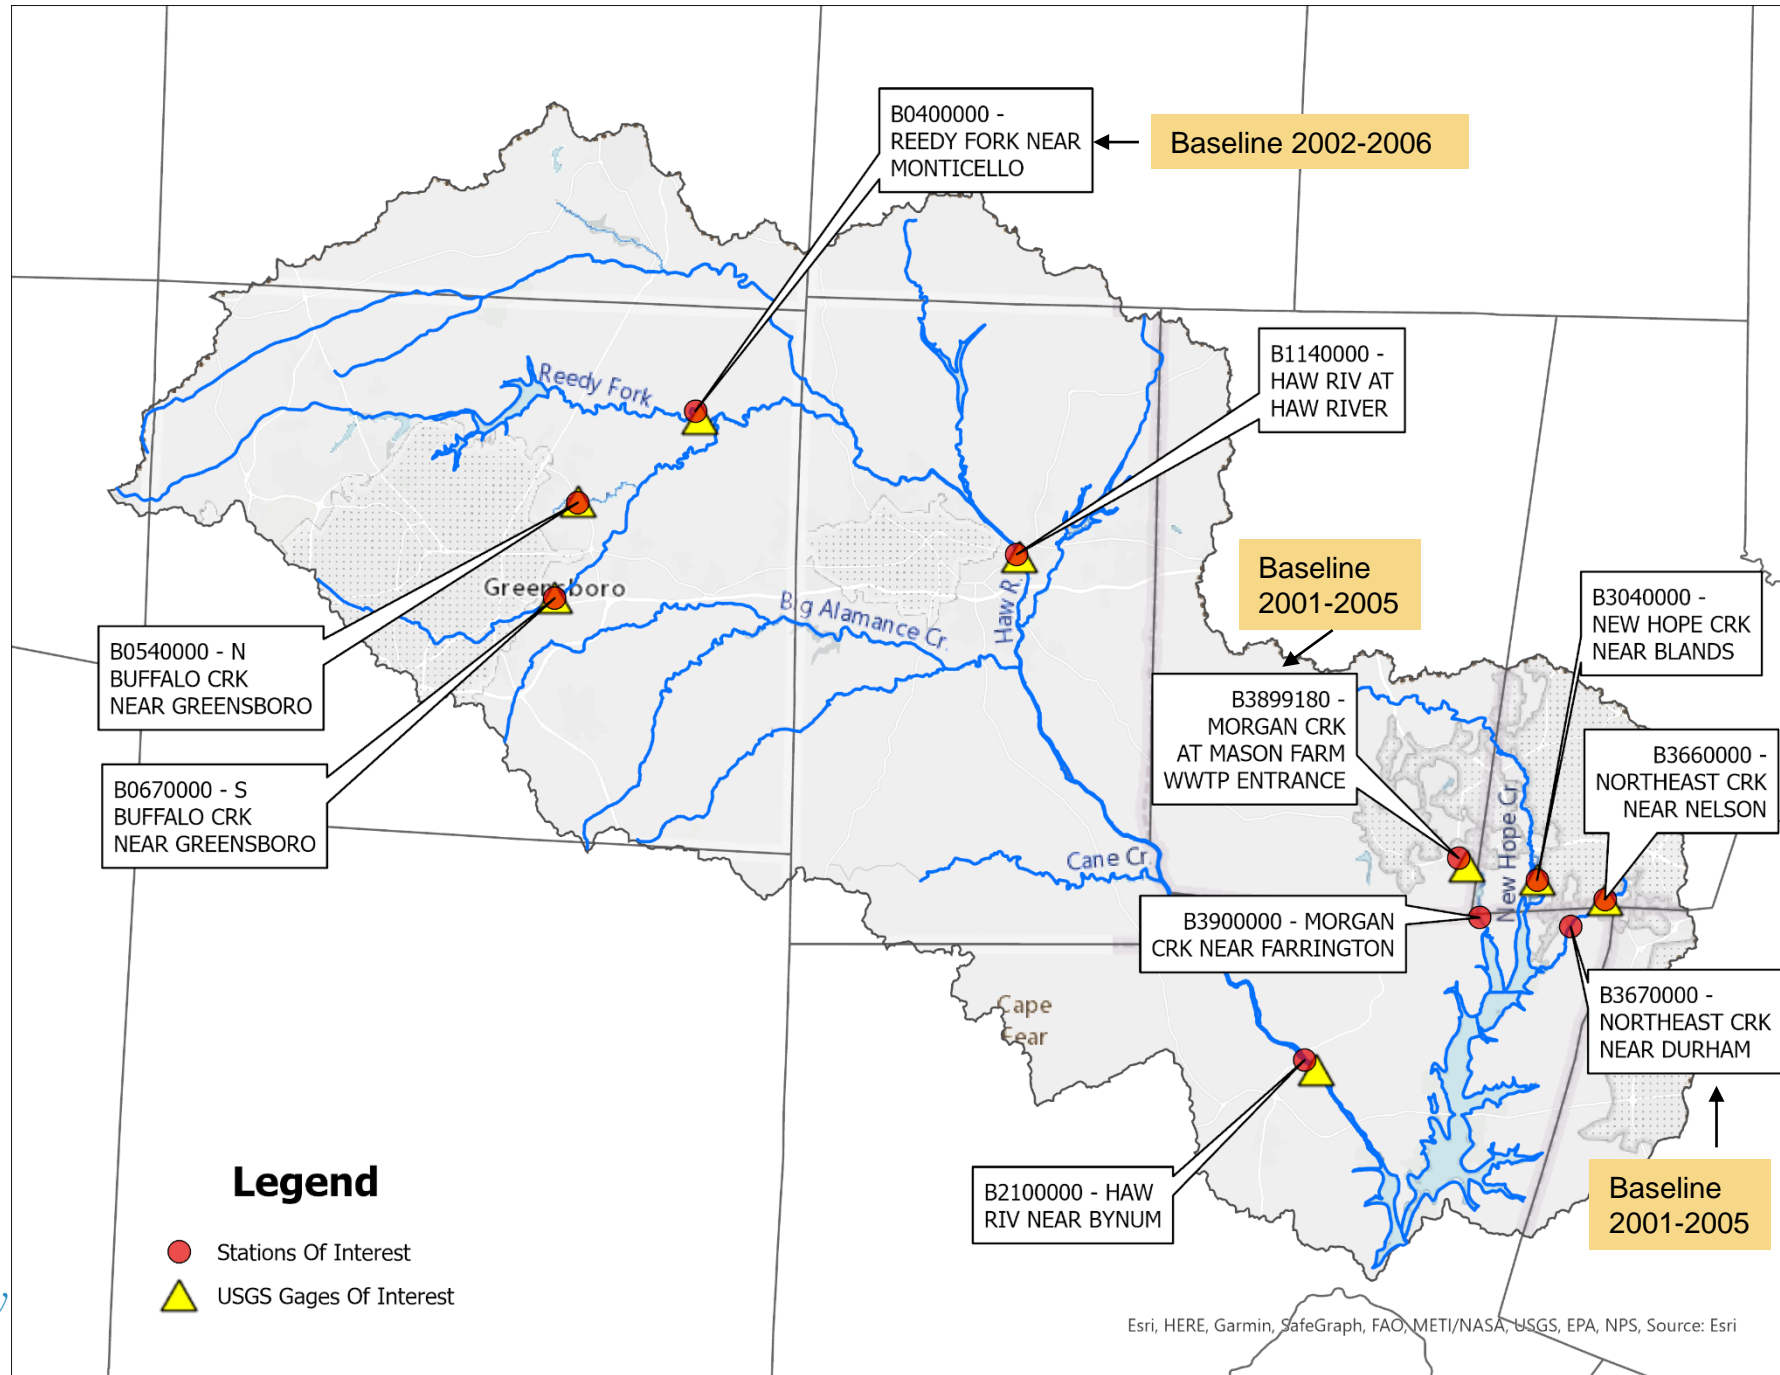 B0400000 -
REEDY FORK NEAR
MONTICELLO
Baseline 2002-2006
Reedy Fork
B1140000 -
HAW RIV AT
HAW RIVER
Greensboro
Big Alamance Cr.
Haw R.
Baseline
2001-2005
B3040000 -
NEW HOPE CRK
NEAR BLANDS
B0540000 - N
BUFFALO CRK
NEAR GREENSBORO
B3899180 -
MORGAN CRK
AT MASON FARM
WWTP ENTRANCE
B3660000 -
NORTHEAST CRK
NEAR NELSON
B0670000 - S
BUFFALO CRK
NEAR GREENSBORO
New Hope Cr
Cane Cr
B3900000 - MORGAN
CRK NEAR FARRINGTON
Cape
Fear
B3670000 -
NORTHEAST CRK
NEAR DURHAM
B2100000 - HAW
RIV NEAR BYNUM
Baseline
2001-2005
Legend
Stations Of Interest
USGS Gages Of Interest
Esri, HERE, Garmin, SafeGraph, FAO, METI/NASA, USGS, EPA, NPS, Source: Esri